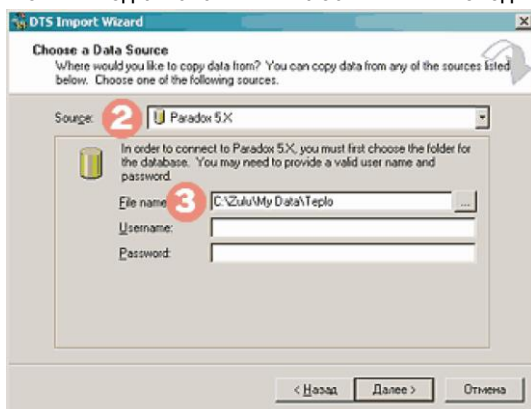 DTS Import Wizard
Choose a Data Source
Where would you like to copy data from? You can copy data from any of the sources listed
below. Choose one of the following sources.
Source: 2 Paradox 5.X
In order to connect to Paradox 5.X, you must first choose the folder for
the database. You may need to provide a valid user name and
password.
File name 3 C:\Zulu\My Data\Teplo ...
Username:
Password:
< Назад Далее > Отмена